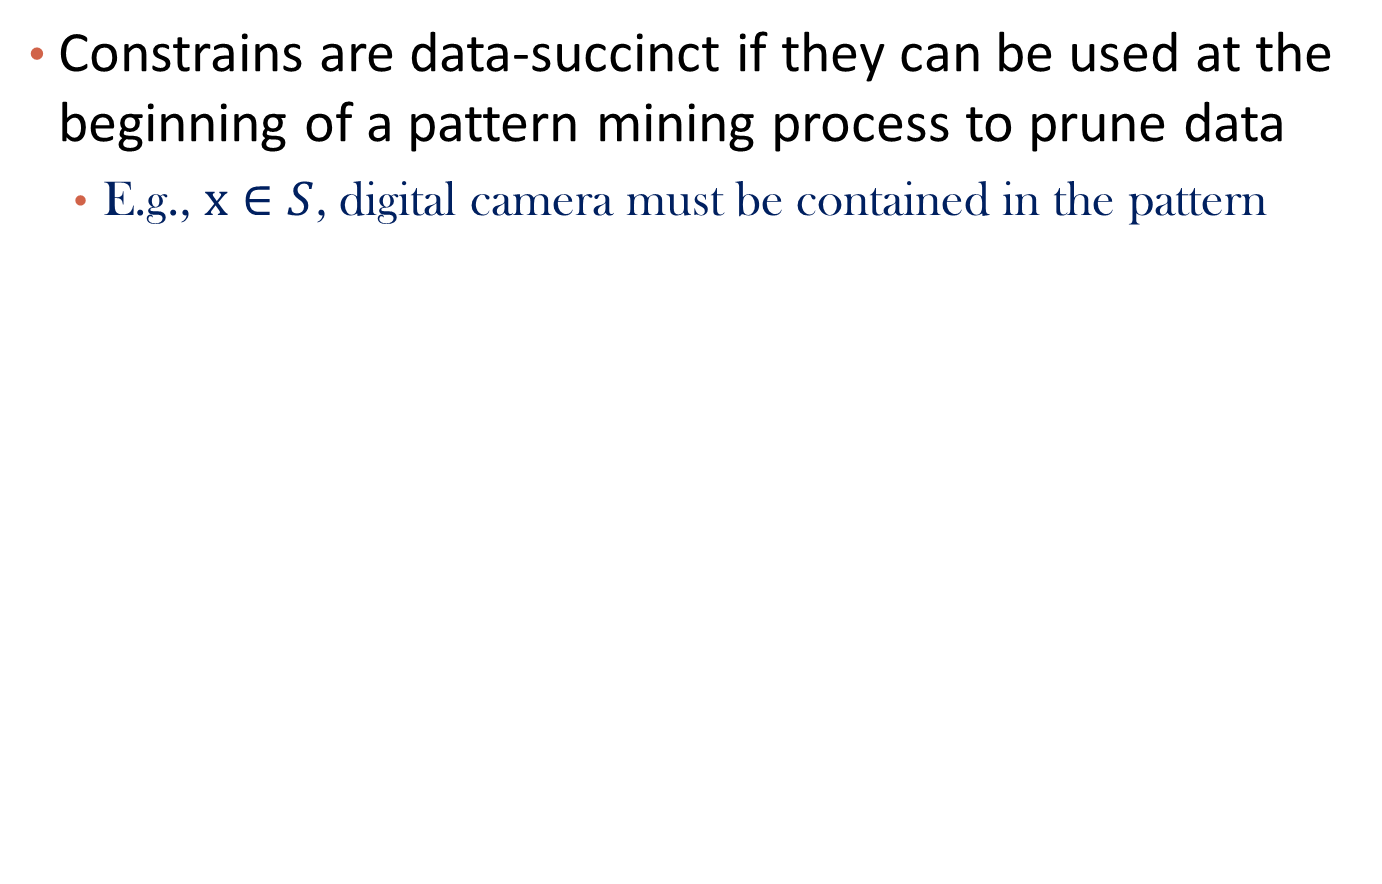 • Constrains are data-succinct if they can be used at the
beginning of a pattern mining process to prune data
• E.g., x ∈ S, digital camera must be contained in the pattern